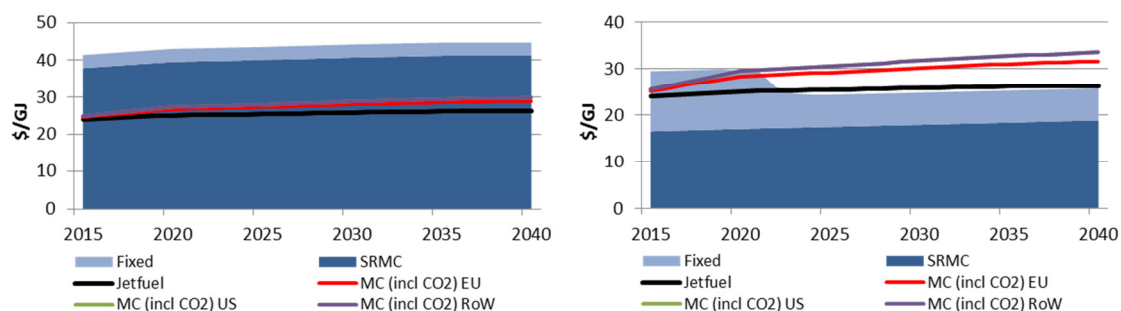 50
40
30
20
10
0
$/GJ
2015 2020 2025 2030 2035 2040
Fixed SRMC
Jetfuel MC (incl CO2) EU
MC (incl CO2) US MC (incl CO2) RoW
40
30
20
10
0
$/GJ
2015 2020 2025 2030 2035 2040
Fixed SRMC
Jetfuel MC (incl CO2) EU
MC (incl CO2) US MC (incl CO2) RoW